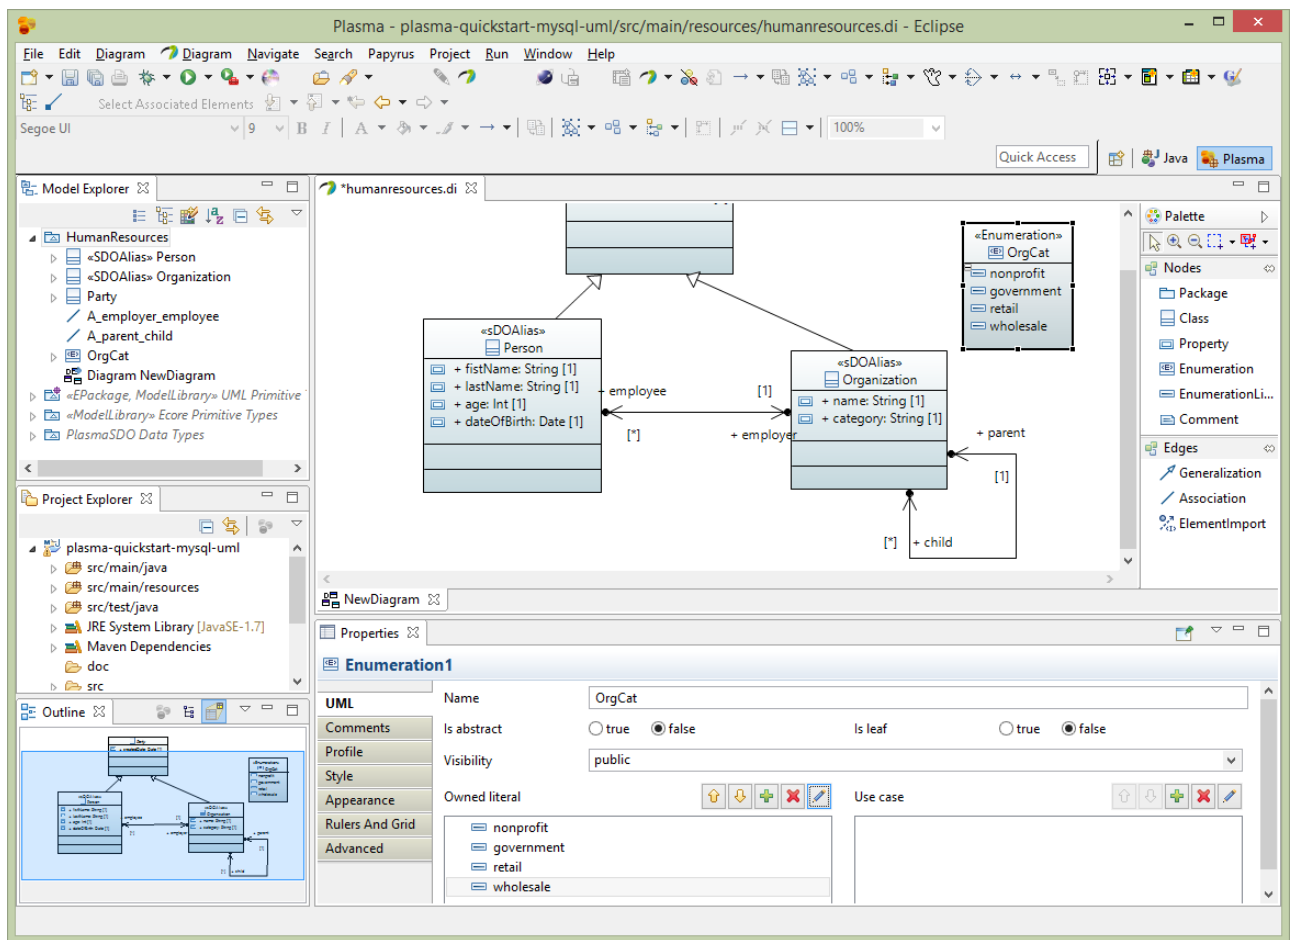 Plasma - plasma-quickstart-mysql-uml/src/main/resources/humanresources.di - Eclipse
File Edit Diagram Diagram Navigate Search Papyrus Project Run Window Help
Select Associated Elements
Segoe UI 9 B I A 100%
Quick Access Java Plasma
Model Explorer
HumanResources
«SDOAlias» Person
«SDOAlias» Organization
Party
A_employer_employee
A_parent_child
OrgCat
Diagram NewDiagram
«EPackage, ModelLibrary» UML Primitive
«ModelLibrary» Ecore Primitive Types
PlasmaSDO Data Types
Project Explorer
plasma-quickstart-mysql-uml
src/main/java
src/main/resources
src/test/java
JRE System Library [JavaSE-1.7]
Maven Dependencies
doc
src
Outline
*humanresources.di
«Enumeration»
OrgCat
nonprofit
government
retail
wholesale
«sDOAlias»
Person
+ fistName: String [1]
+ lastName: String [1]
+ age: Int [1]
+ dateOfBirth: Date [1]
+ employee
[1]
[*]
+ employer
«sDOAlias»
Organization
+ name: String [1]
+ category: String [1]
+ parent
[1]
[*]
+ child
NewDiagram
Palette
Nodes
Package
Class
Property
Enumeration
EnumerationLi...
Comment
Edges
Generalization
Association
ElementImport
Properties
Enumeration1
UML
Comments
Profile
Style
Appearance
Rulers And Grid
Advanced
Name OrgCat
Is abstract true false Is leaf true false
Visibility public
Owned literal Use case
nonprofit
government
retail
wholesale